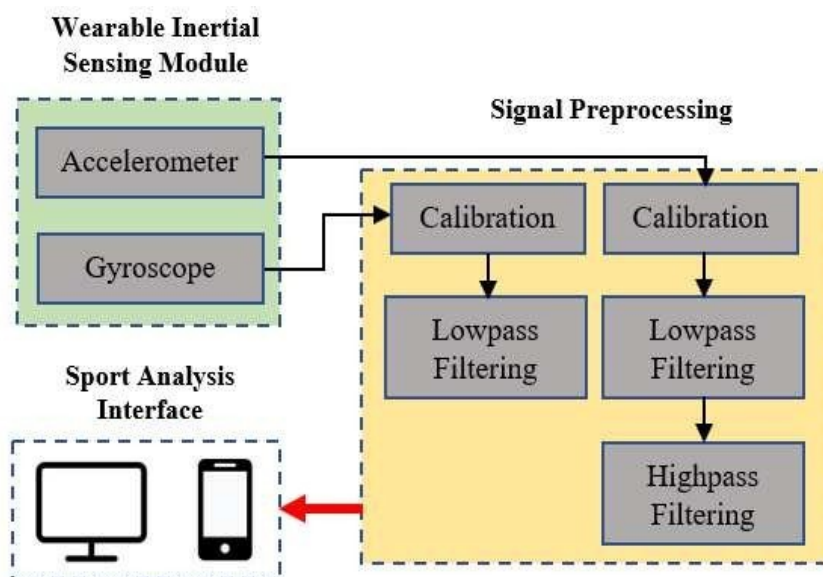 Wearable Inertial
Sensing Module
Accelerometer
Gyroscope
Signal Preprocessing
Calibration
Calibration
Lowpass
Filtering
Lowpass
Filtering
Highpass
Filtering
Sport Analysis
Interface